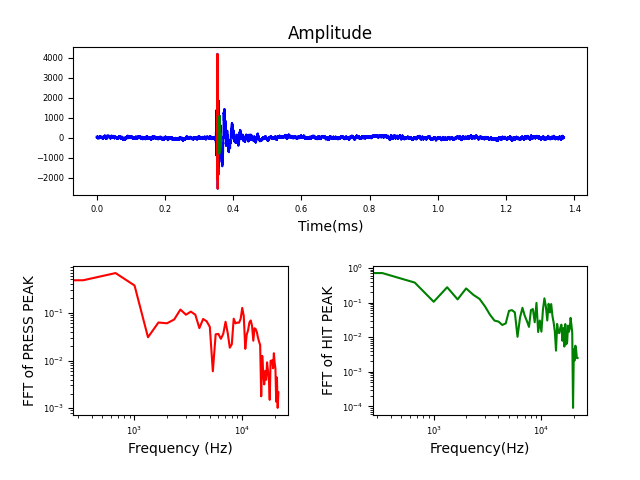 Amplitude
4000
3000
2000
1000
0
−1000
−2000
0.0 0.2 0.4 0.6 0.8 1.0 1.2 1.4
Time(ms)
FFT of PRESS PEAK
10⁻¹
10⁻²
10⁻³
10³ 10⁴
Frequency (Hz)
FFT of HIT PEAK
10⁰
10⁻¹
10⁻²
10⁻³
10⁻⁴
10³ 10⁴
Frequency(Hz)